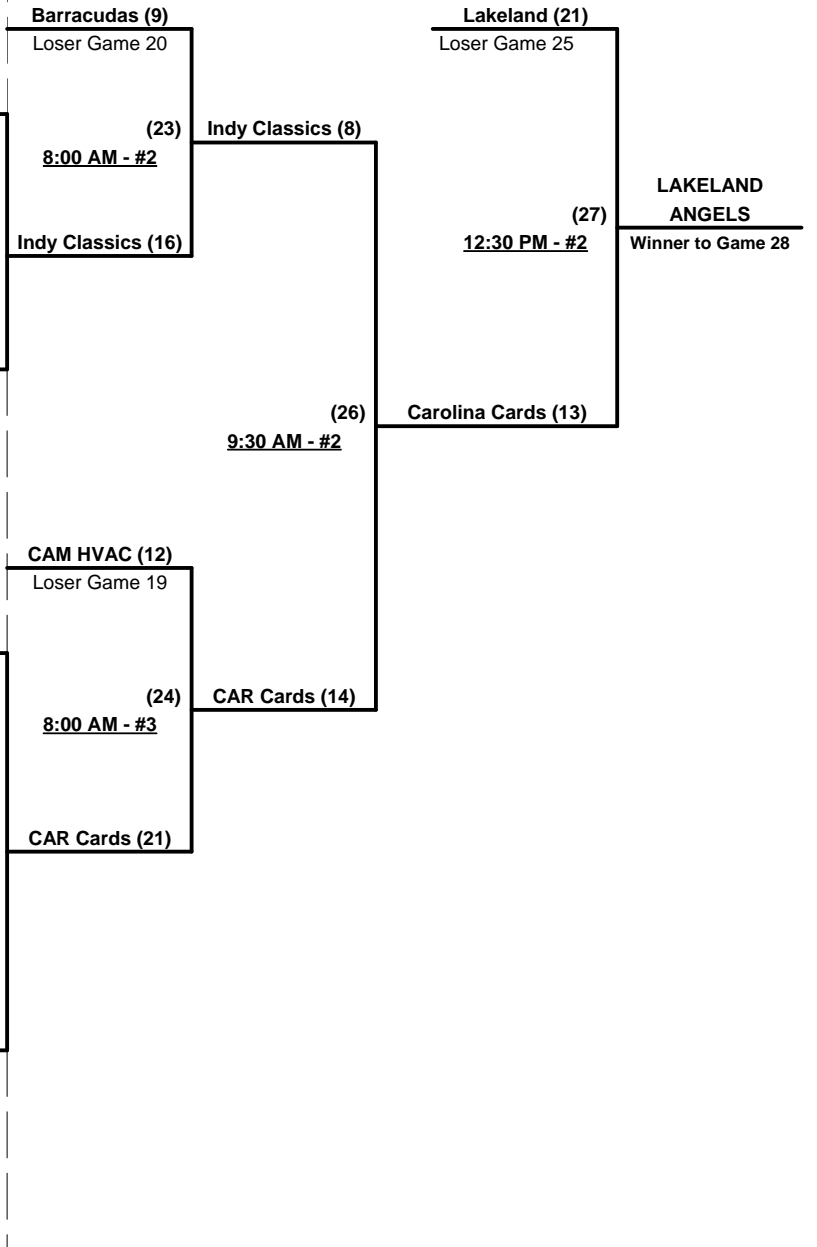 Barracudas (9)
Loser Game 20
(23)
8:00 AM - #2
Indy Classics (16)
Indy Classics (8)
Lakeland (21)
Loser Game 25
(27)
12:30 PM - #2
LAKELAND
ANGELS
Winner to Game 28
(26)
9:30 AM - #2
Carolina Cards (13)
CAM HVAC (12)
Loser Game 19
(24)
8:00 AM - #3
CAR Cards (14)
CAR Cards (21)